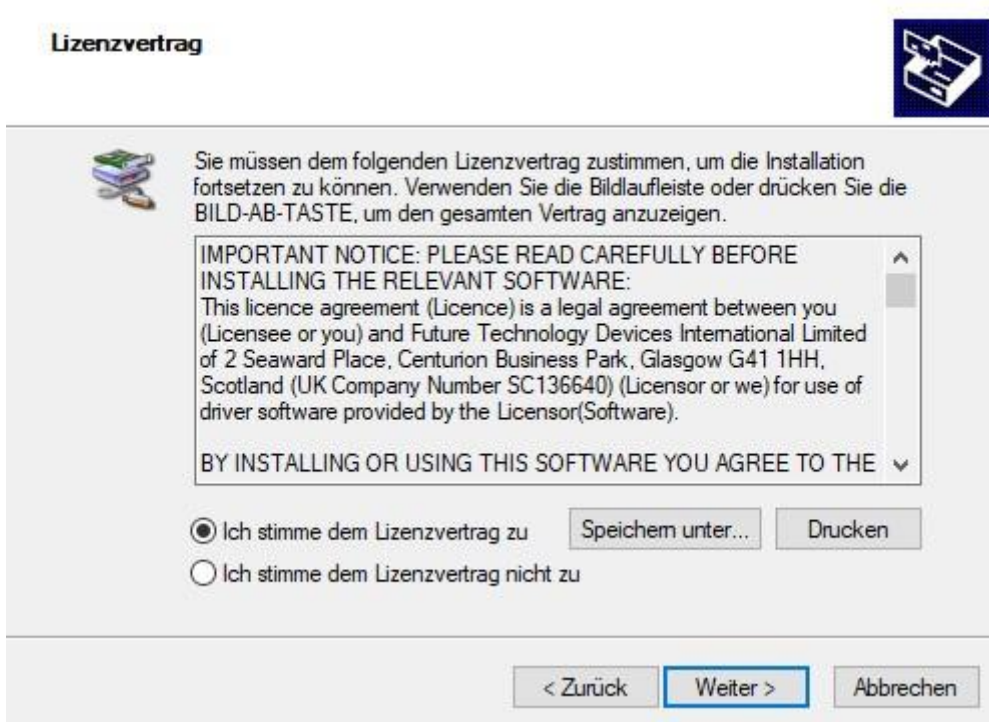 Lizenzvertrag
Sie müssen dem folgenden Lizenzvertrag zustimmen, um die Installation
fortsetzen zu können. Verwenden Sie die Bildlaufleiste oder drücken Sie die
BILD-AB-TASTE, um den gesamten Vertrag anzuzeigen.
IMPORTANT NOTICE: PLEASE READ CAREFULLY BEFORE
INSTALLING THE RELEVANT SOFTWARE:
This licence agreement (Licence) is a legal agreement between you
(Licensee or you) and Future Technology Devices International Limited
of 2 Seaward Place, Centurion Business Park, Glasgow G41 1HH,
Scotland (UK Company Number SC136640) (Licensor or we) for use of
driver software provided by the Licensor(Software).
BY INSTALLING OR USING THIS SOFTWARE YOU AGREE TO THE
Ich stimme dem Lizenzvertrag zu
Speichern unter...
Drucken
Ich stimme dem Lizenzvertrag nicht zu
< Zurück
Weiter >
Abbrechen